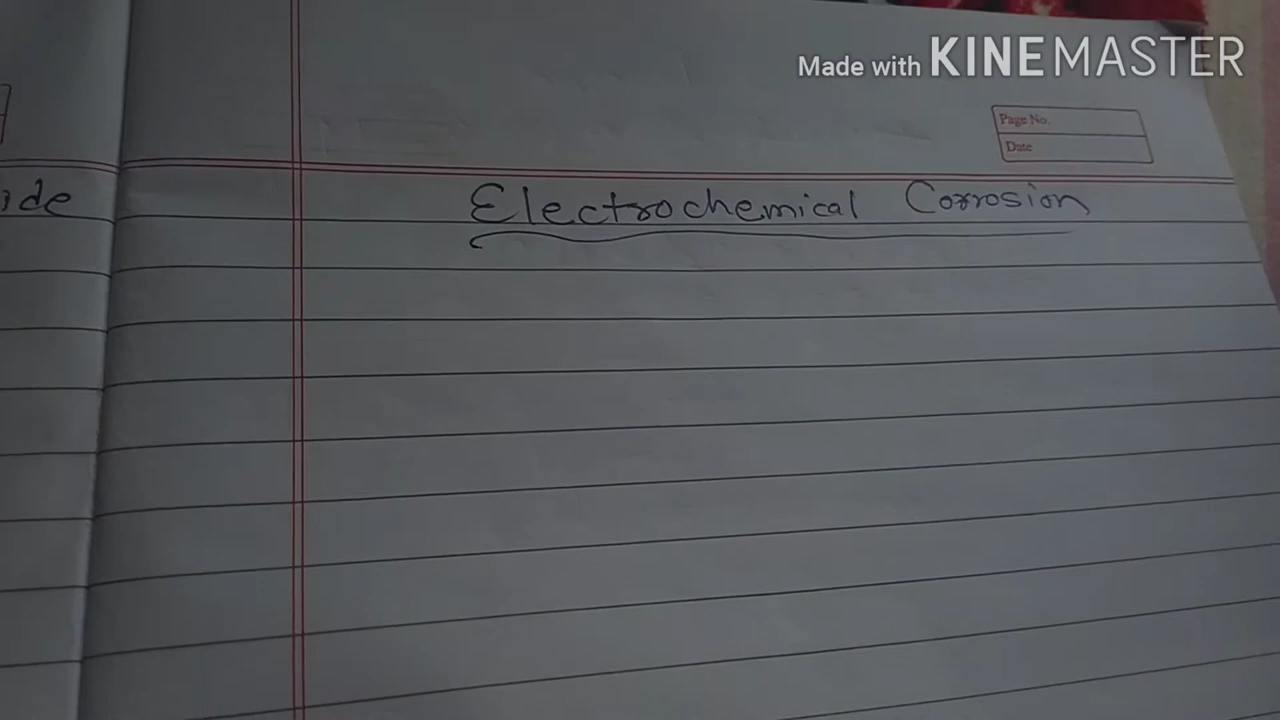 Made with KINEMASTER
Page No.
Date
ide
Electrochemical Corrosion